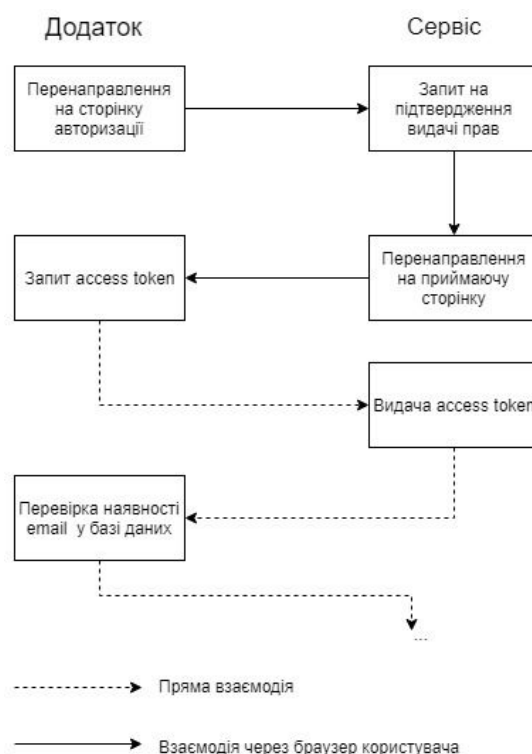 Додаток
Сервіс
Перенаправлення
на сторінку
авторизації
Запит на
підтвердження
видачі прав
Запит access token
Перенаправлення
на приймаючу
сторінку
Видача access token
Перевірка наявності
email у базі даних
...
Пряма взаємодія
Взаємодія через браузер користувача